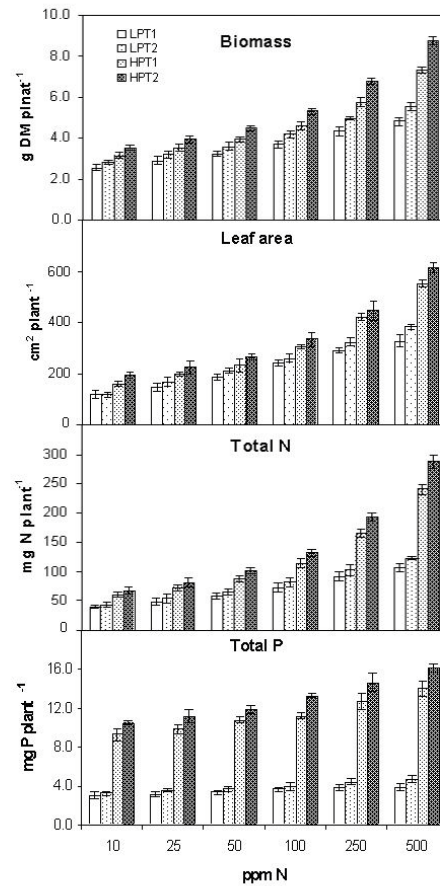 10.0
8.0
6.0
4.0
2.0
0.0
g DM plnat-1
Biomass
LPT1
LPT2
HPT1
HPT2
Leaf area
600
400
200
0
cm2 plant -1
Total N
300
250
200
150
100
50
0
mg N plant-1
Total P
16.0
12.0
8.0
4.0
0.0
mg P plant -1
10 25 50 100 250 500
ppm N